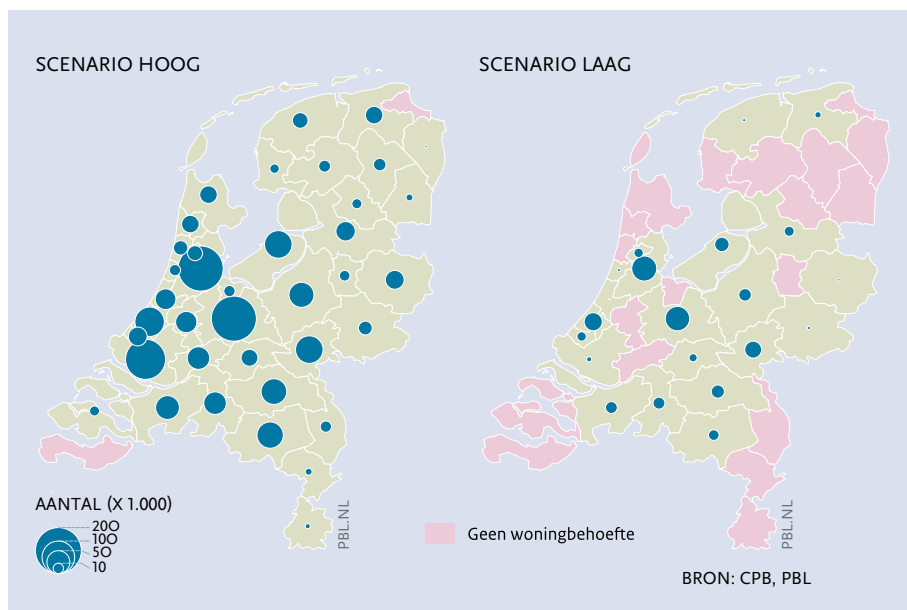 SCENARIO HOOG
SCENARIO LAAG
AANTAL (X 1.000)
200
100
50
10
PBL.NL
Geen woningbehoefte
PBL.NL
BRON: CPB, PBL